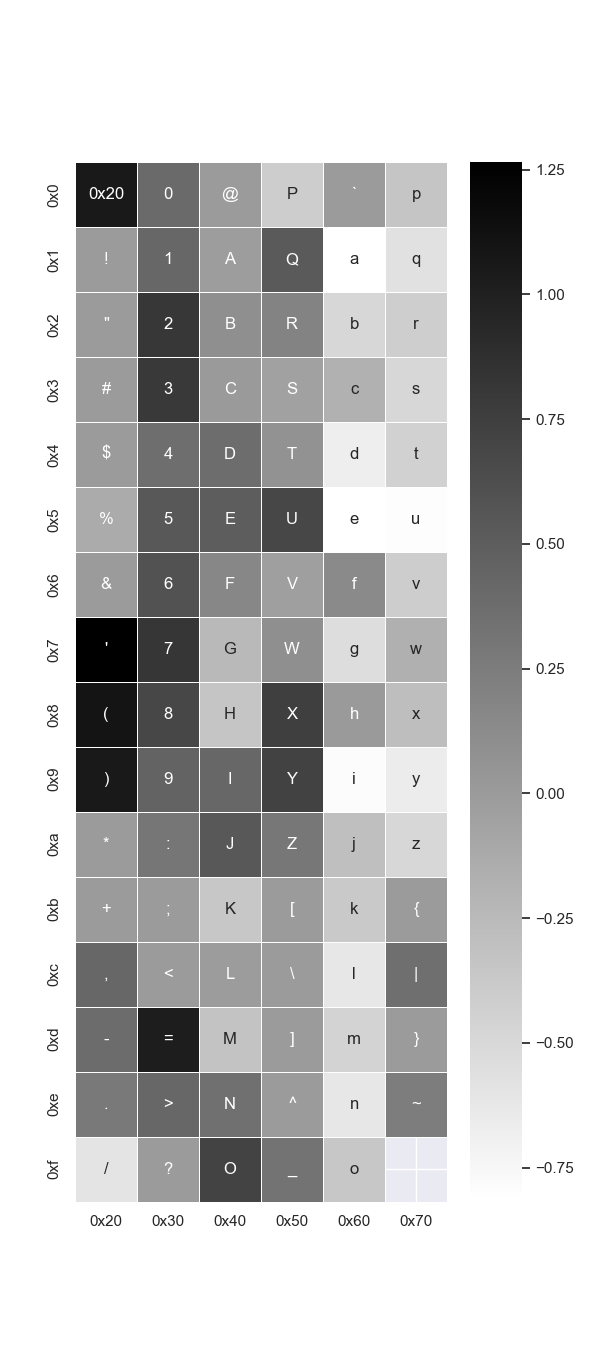 0x0 0x20 0 @ P ` p 1.25
0x1 ! 1 A Q a q
0x2 " 2 B R b r 1.00
0x3 # 3 C S c s 0.75
0x4 $ 4 D T d t
0x5 % 5 E U e u 0.50
0x6 & 6 F V f v
0x7 ' 7 G W g w 0.25
0x8 ( 8 H X h x
0x9 ) 9 I Y i y 0.00
0xa * : J Z j z
0xb + ; K [ k { −0.25
0xc , < L \ l |
0xd - = M ] m } −0.50
0xe . > N ^ n ~
0xf / ? O _ o −0.75
0x20 0x30 0x40 0x50 0x60 0x70